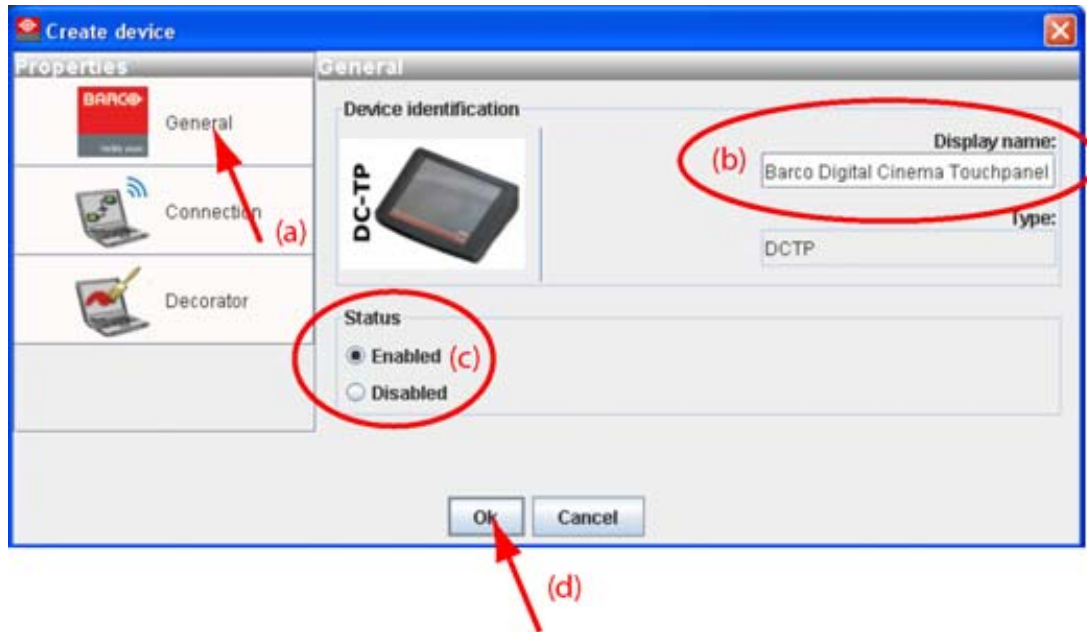 Create device
Properties
General
BARCO
General
Connection
Decorator
(a)
Device identification
DC-TP
(b)
Display name:
Barco Digital Cinema Touchpanel
Type:
DCTP
Status
Enabled (c)
Disabled
Ok
Cancel
(d)